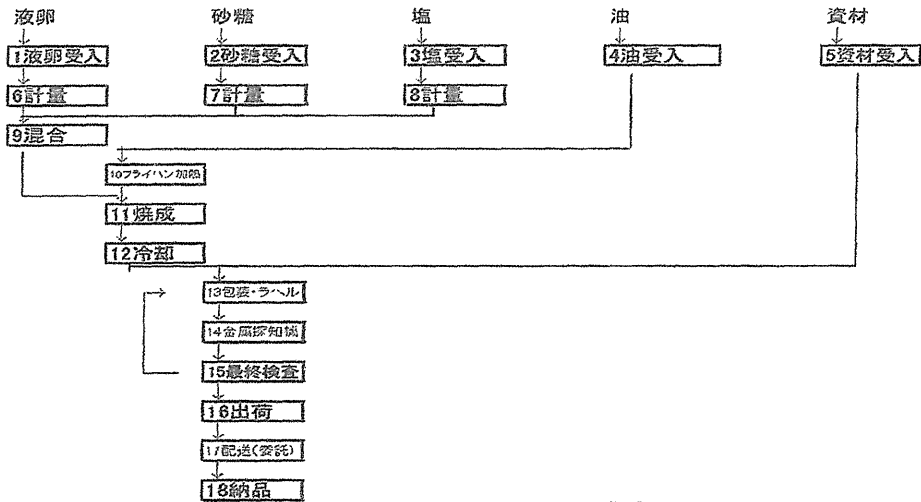 液卵 砂糖 塩 油 資材
1液卵受入 2砂糖受入 3塩受入 4油受入 5資材受入
6計量 7計量 8計量
9混合
10フライパン加熱
11焼成
12冷却
13包装・ラベル
14金属探知機
15最終検査
16出荷
17配送(委託)
18納品